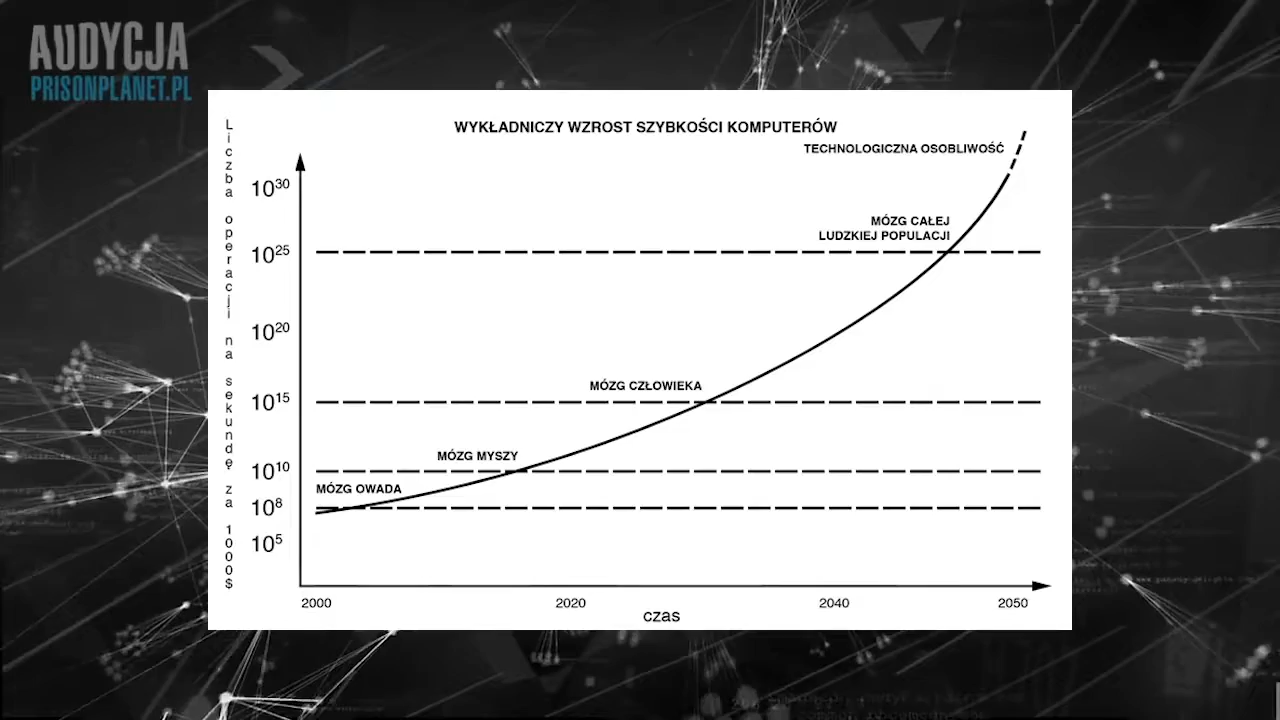 AUDYCJA
PRISONPLANET.PL
WYKŁADNICZY WZROST SZYBKOŚCI KOMPUTERÓW
TECHNOLOGICZNA OSOBLIWOŚĆ
Liczba operacji na sekundę za 1000$
10³⁰
MÓZG CAŁEJ
LUDZKIEJ POPULACJI
10²⁵
10²⁰
MÓZG CZŁOWIEKA
10¹⁵
MÓZG MYSZY
10¹⁰
MÓZG OWADA
10⁸
10⁵
2000 2020 2040 2050
czas